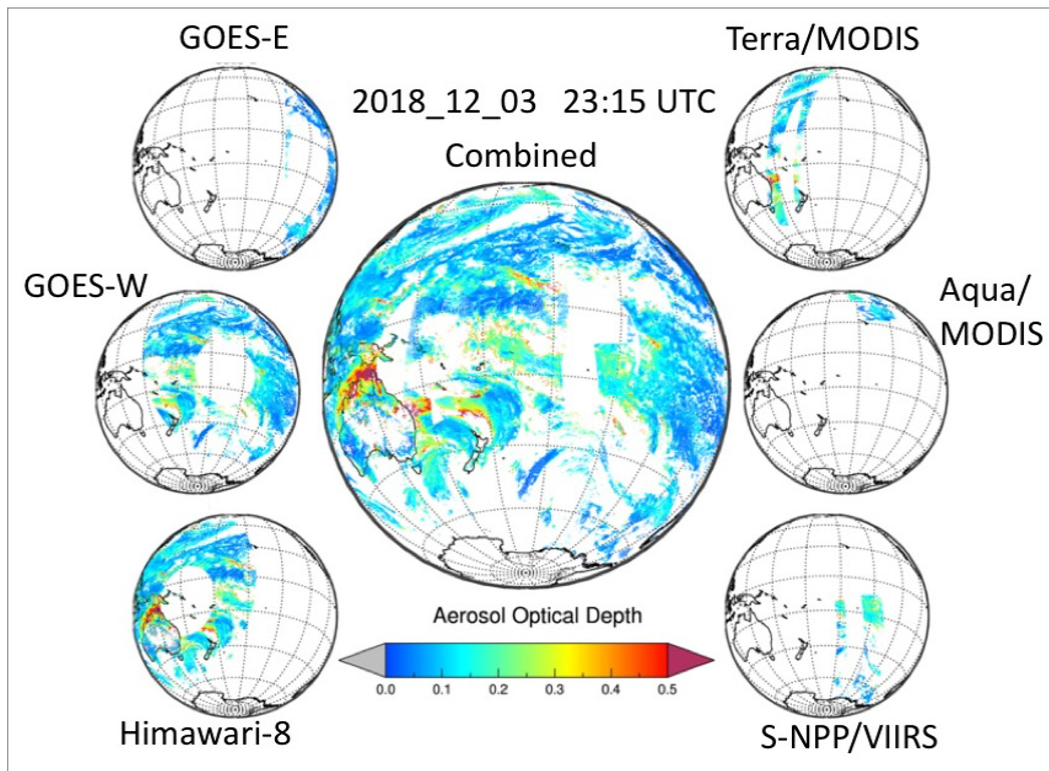 GOES-E
Terra/MODIS
2018_12_03 23:15 UTC
Combined
GOES-W
Aqua/
MODIS
Aerosol Optical Depth
0.0 0.1 0.2 0.3 0.4 0.5
Himawari-8
S-NPP/VIIRS